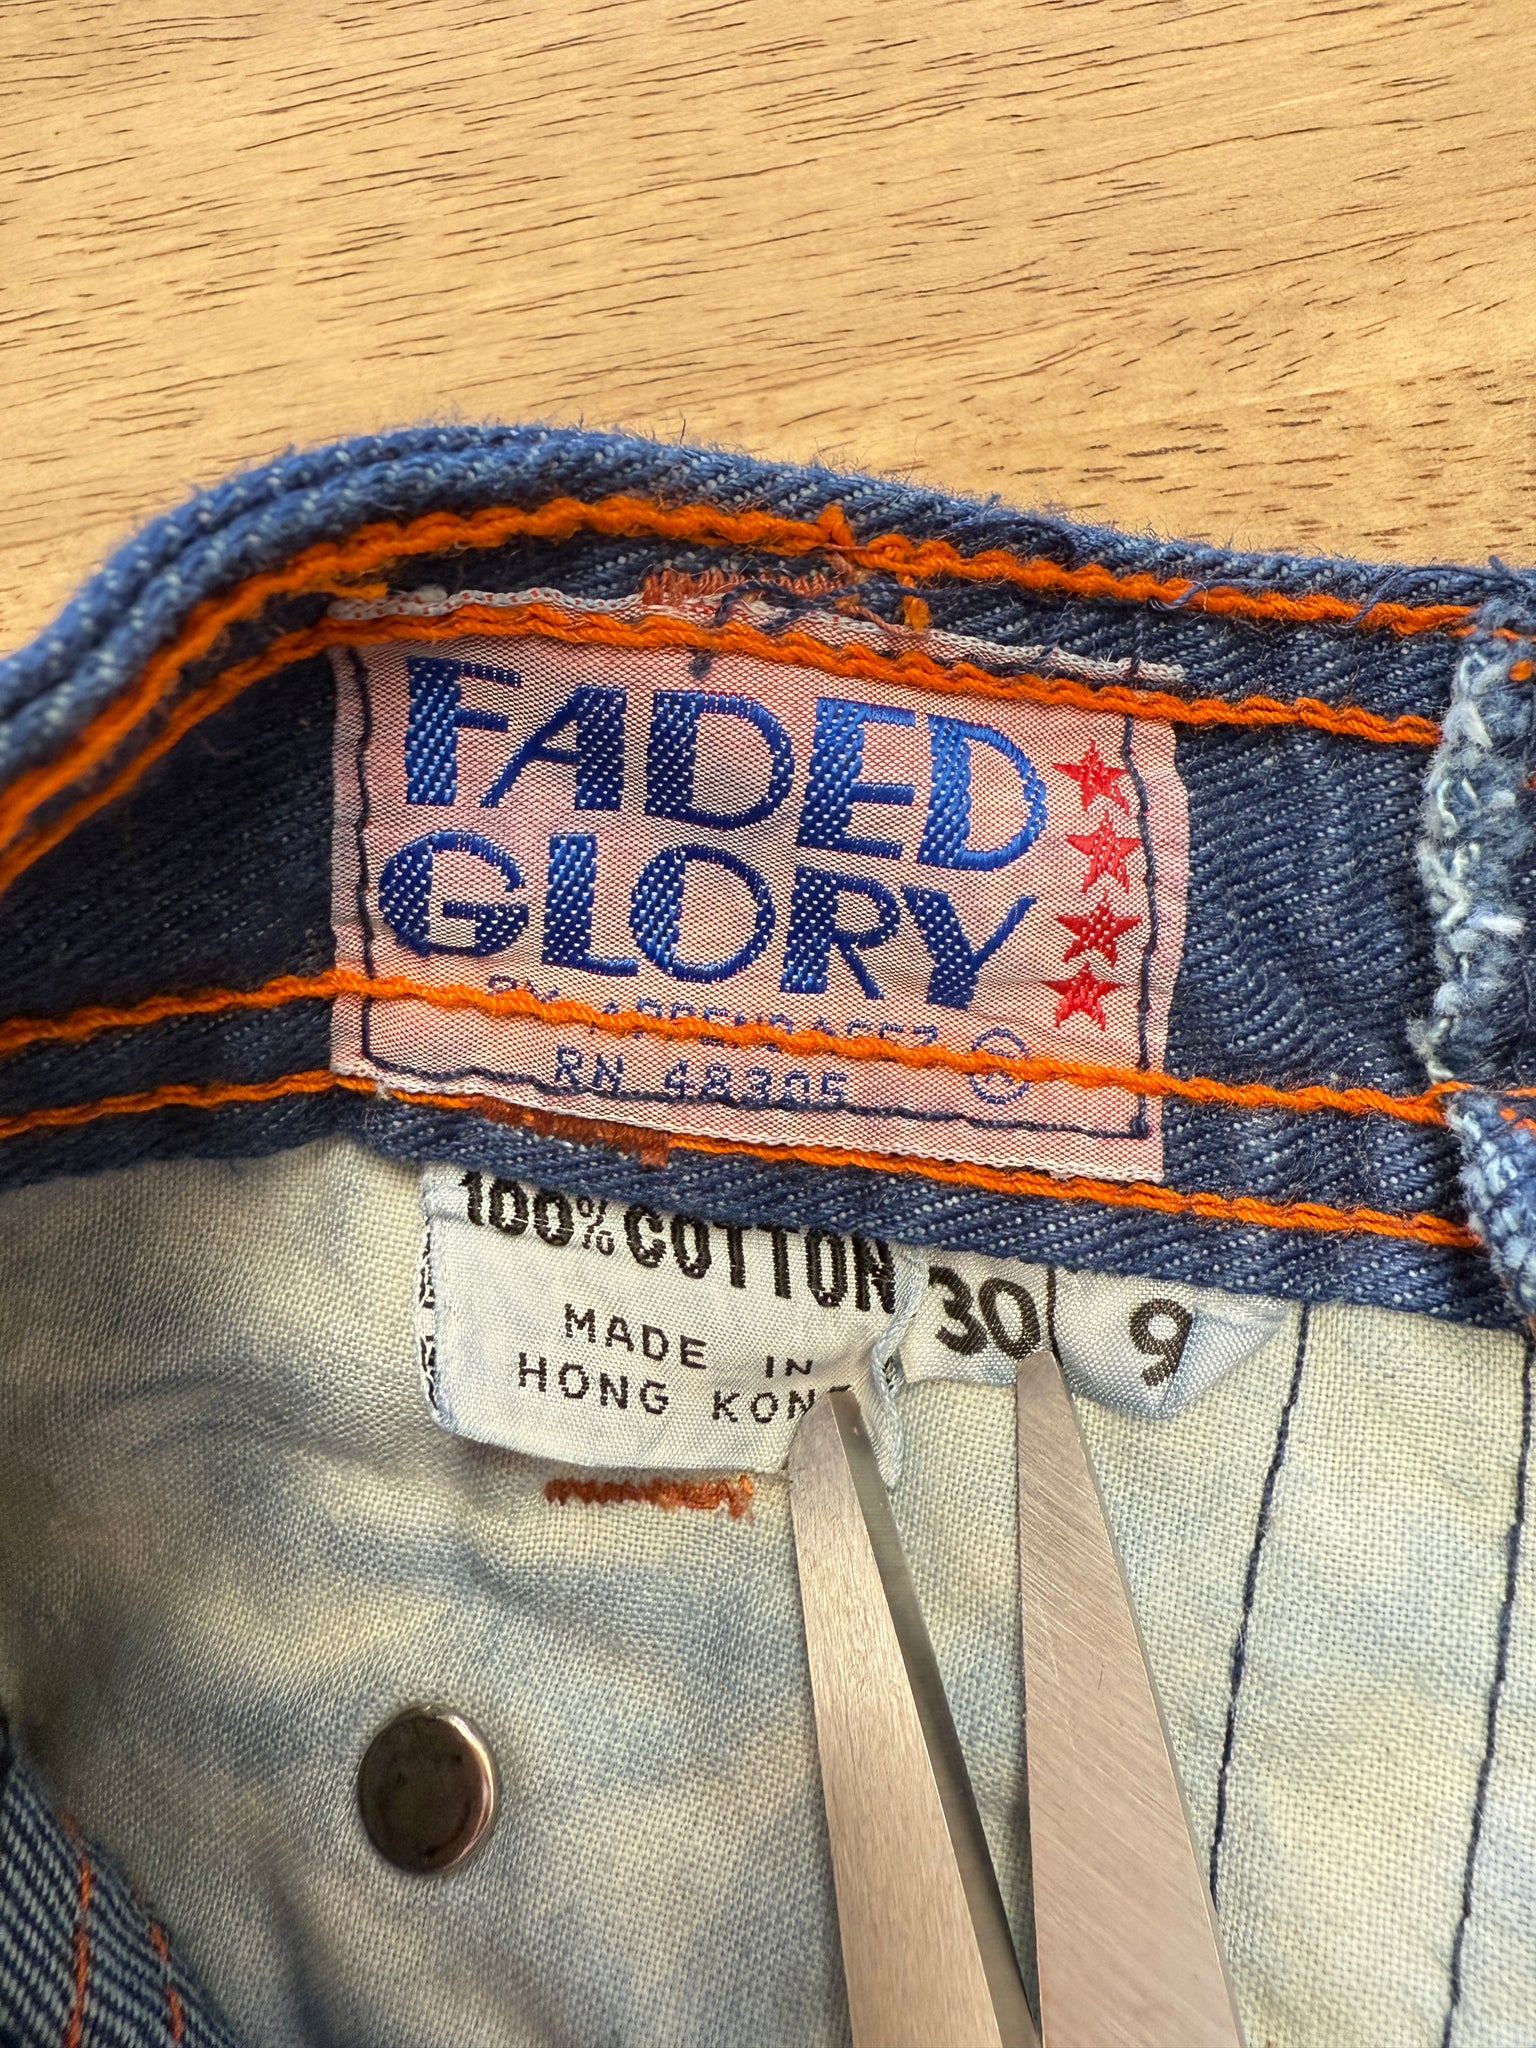 FADED
GLORY
RN 48305
100% COTTON
MADE IN
HONG KONG
30
9